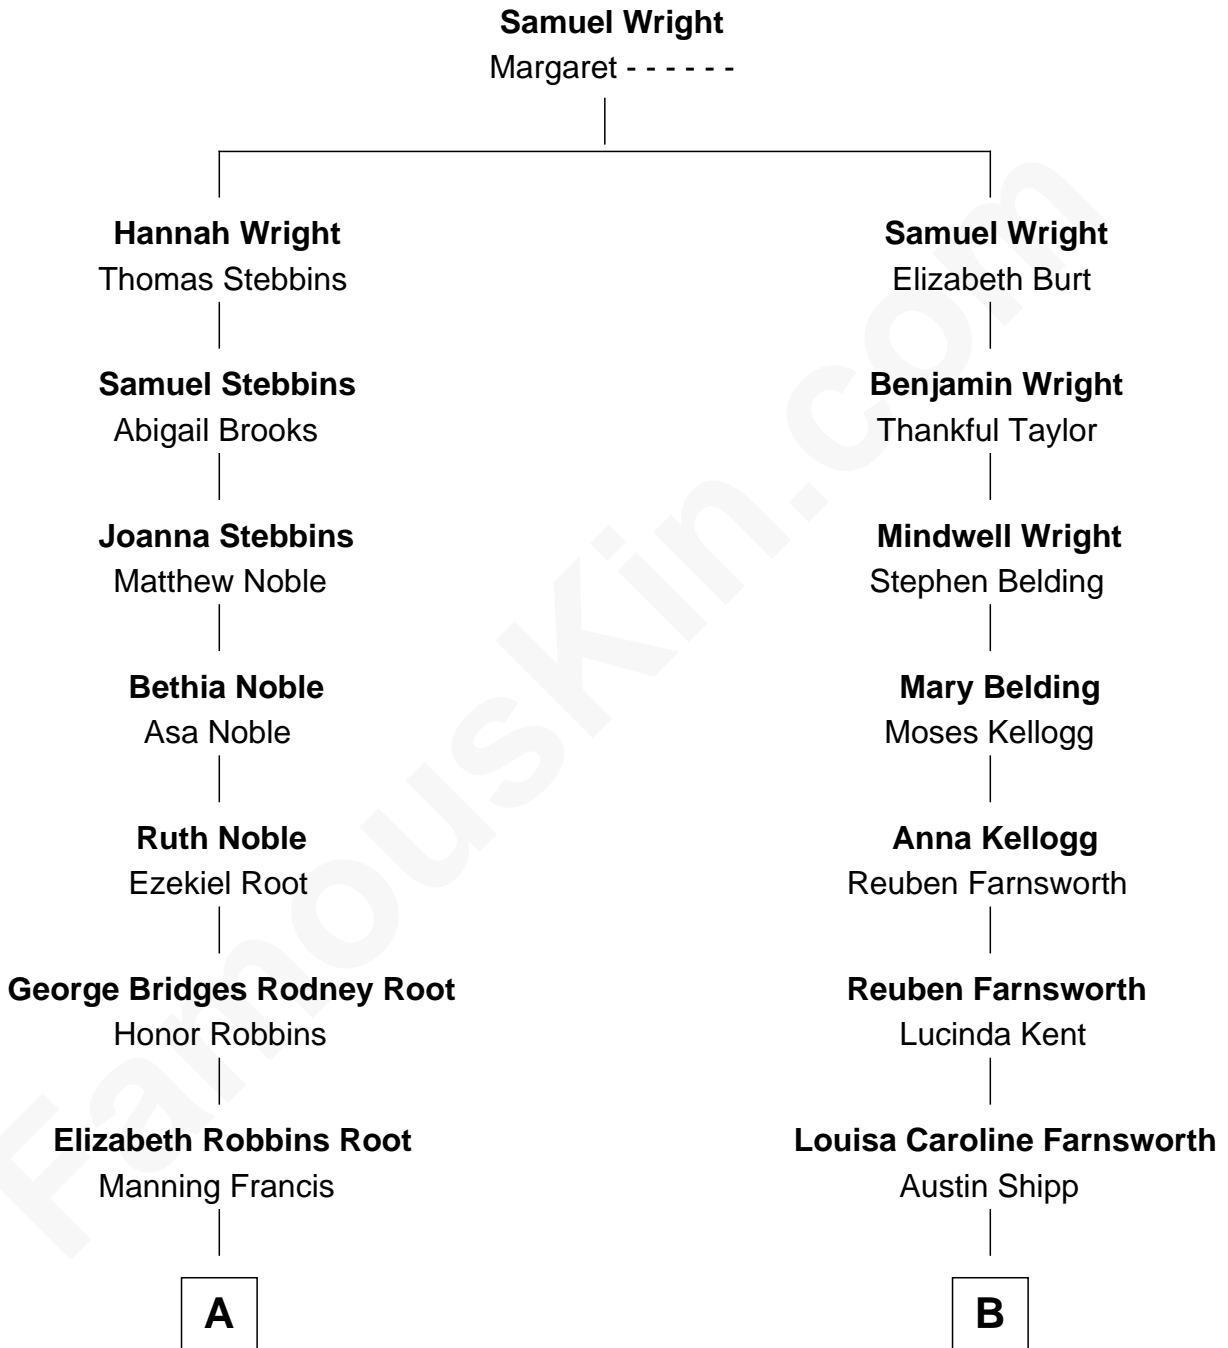 Samuel Wright
Margaret - - - - - -
Hannah Wright
Thomas Stebbins
Samuel Wright
Elizabeth Burt
Samuel Stebbins
Abigail Brooks
Benjamin Wright
Thankful Taylor
Joanna Stebbins
Matthew Noble
Mindwell Wright
Stephen Belding
Bethia Noble
Asa Noble
Mary Belding
Moses Kellogg
Ruth Noble
Ezekiel Root
Anna Kellogg
Reuben Farnsworth
George Bridges Rodney Root
Honor Robbins
Reuben Farnsworth
Lucinda Kent
Elizabeth Robbins Root
Manning Francis
Louisa Caroline Farnsworth
Austin Shipp
A
B
FamousKin.com